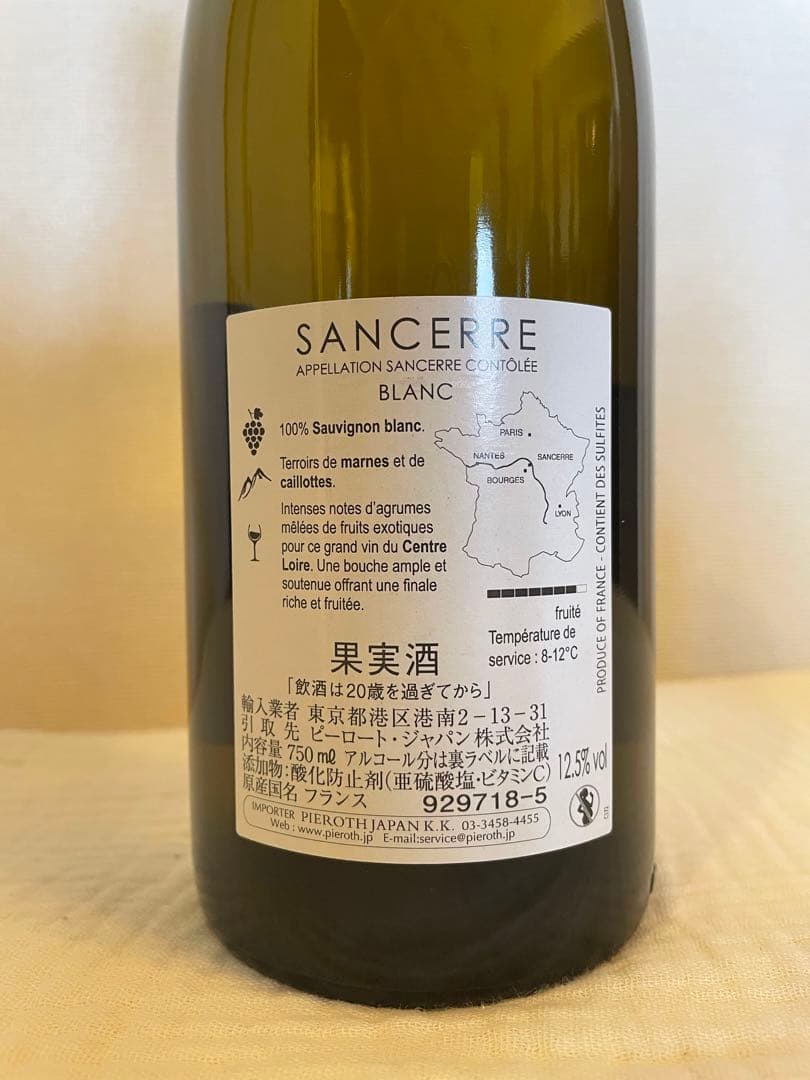 SANCERRE
APPELLATION SANCERRE CONTÔLÉE
BLANC
100% Sauvignon blanc.
Terroirs de marnes et de
caillottes.
Intenses notes d'agrumes
mêlées de fruits exotiques
pour ce grand vin du Centre
Loire. Une bouche ample et
soutenue offrant une finale
riche et fruitée.
PARIS
NANTES
SANCERRE
BOURGES
LYON
fruité
Température de
service : 8-12°C
PRODUCE OF FRANCE - CONTIENT DES SULFITES
果実酒
「飲酒は20歳を過ぎてから」
輸入業者 東京都港区港南2-13-31
引取先 ピーロート・ジャパン株式会社
内容量 750mℓ アルコール分は裏ラベルに記載
添加物:酸化防止剤(亜硫酸塩・ビタミンC)
12.5% vol
原産国名 フランス 929718-5
IMPORTER PIEROTH JAPAN K.K. 03-3458-4455
Web : www.pieroth.jp E-mail:service@pieroth.jp